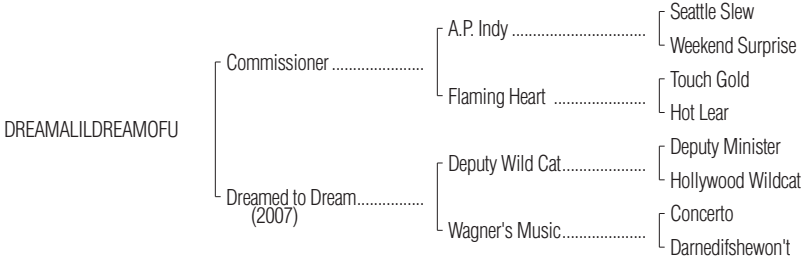 Seattle Slew
A.P. Indy ................................
Weekend Surprise
Commissioner ......................
Touch Gold
Flaming Heart ......................
Hot Lear
DREAMALILDREAMOFU
Deputy Minister
Deputy Wild Cat....................
Hollywood Wildcat
Dreamed to Dream................
(2007)
Concerto
Wagner's Music....................
Darnedifshewon't